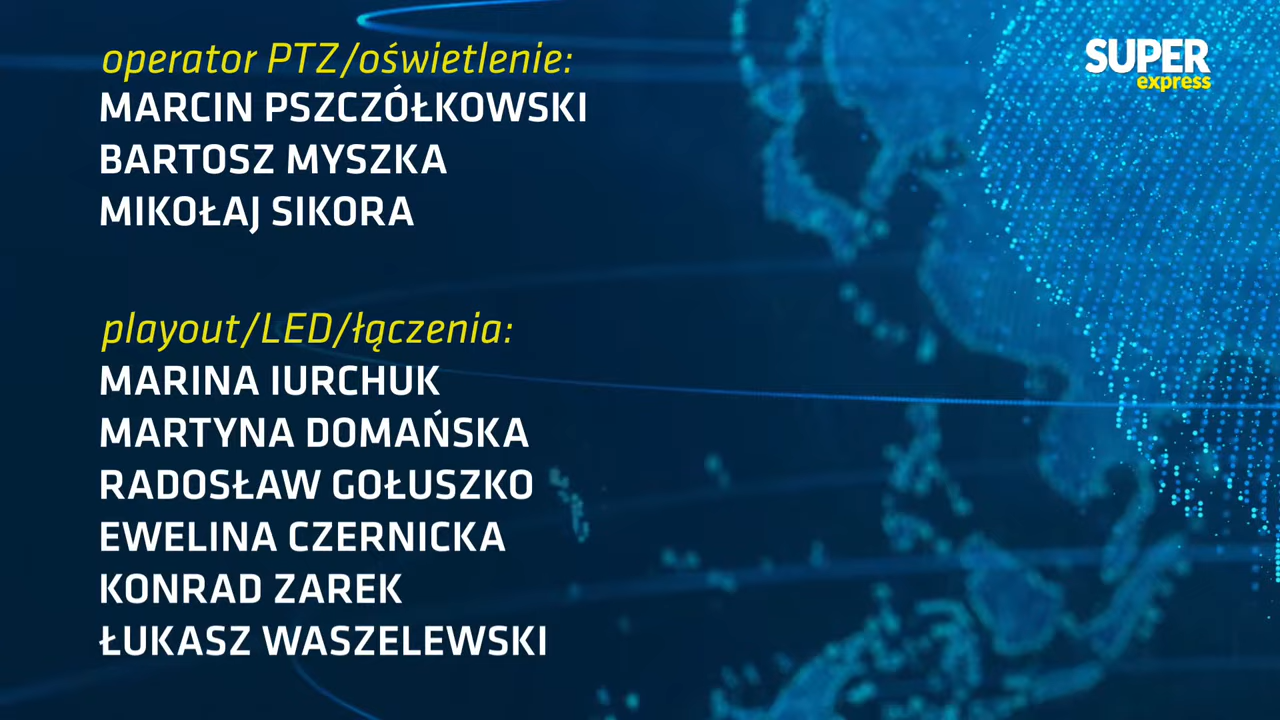 operator PTZ/oświetlenie:
MARCIN PSZCZÓŁKOWSKI
BARTOSZ MYSZKA
MIKOŁAJ SIKORA
playout/LED/łączenia:
MARINA IURCHUK
MARTYNA DOMAŃSKA
RADOSŁAW GOŁUSZKO
EWELINA CZERNICKA
KONRAD ZAREK
ŁUKASZ WASZELEWSKI
SUPER
express